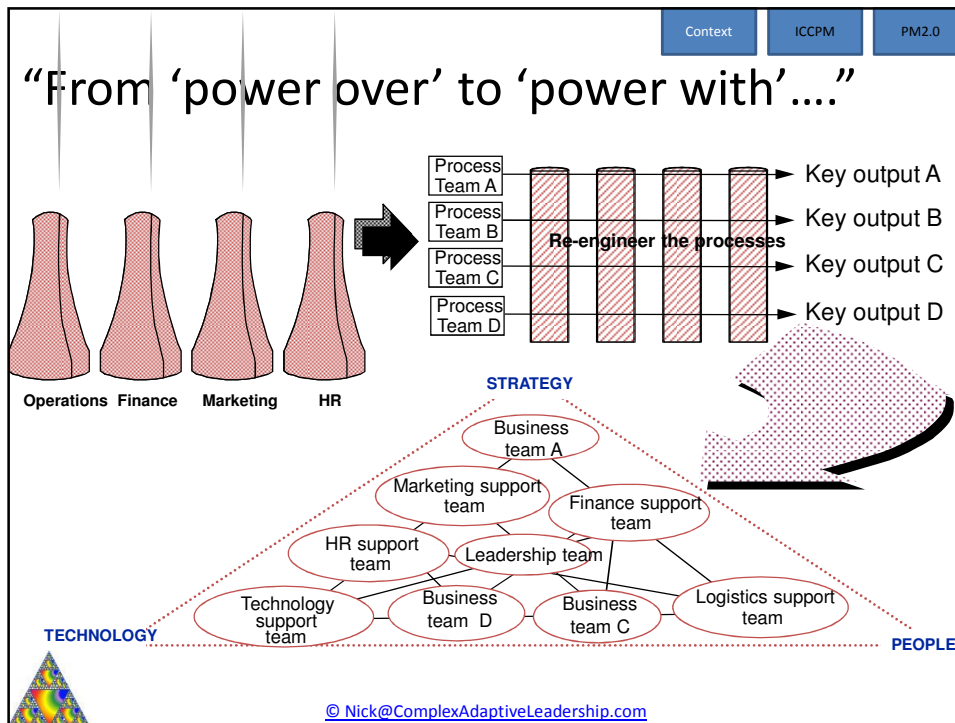 Context
ICCPM
PM2.0
“From ‘power over’ to ‘power with’….”
Process
Team A
Key output A
Process
Team B
Key output B
Re-engineer the processes
Process
Team C
Key output C
Process
Team D
Key output D
Operations
Finance
Marketing
HR
STRATEGY
Business
team A
Marketing support
team
Finance support
team
HR support
team
Leadership team
Technology
support
team
Business
team D
Business
team C
Logistics support
team
TECHNOLOGY
PEOPLE
© Nick@ComplexAdaptiveLeadership.com